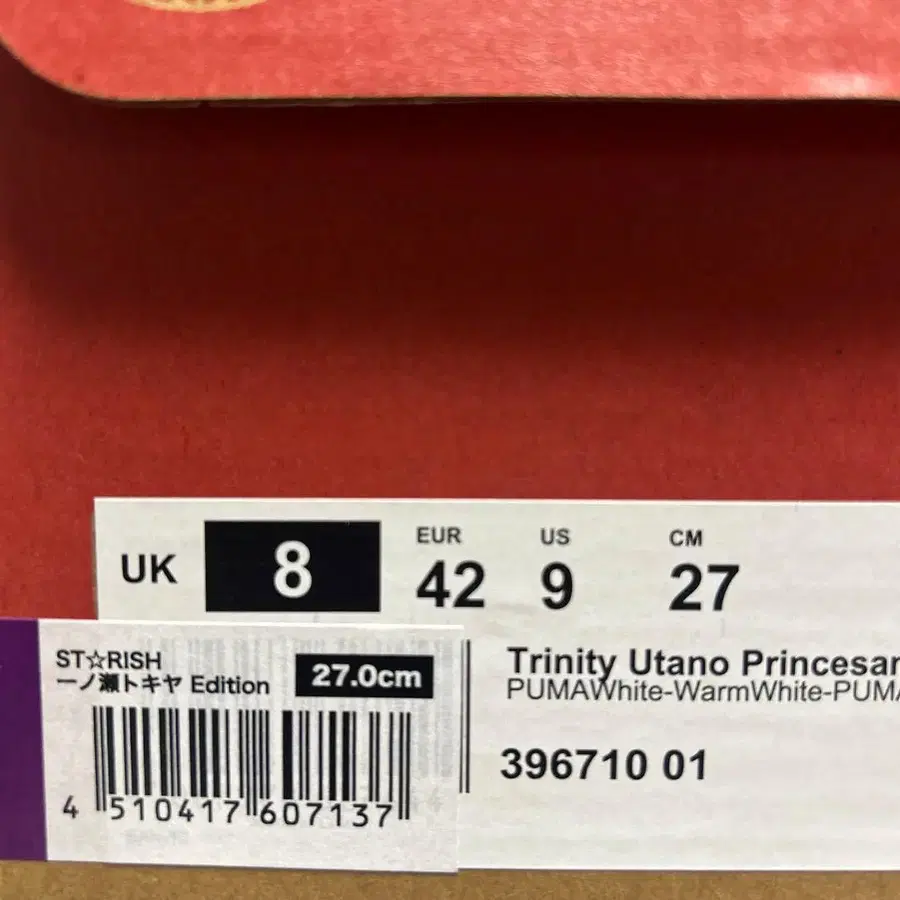 UK 8 EUR 42 US 9 CM 27
Trinity Utano Princesa
PUMAWhite-WarmWhite-PUMA
396710 01
ST☆RISH
一ノ瀬トキヤ Edition
27.0cm
4 510417 607137